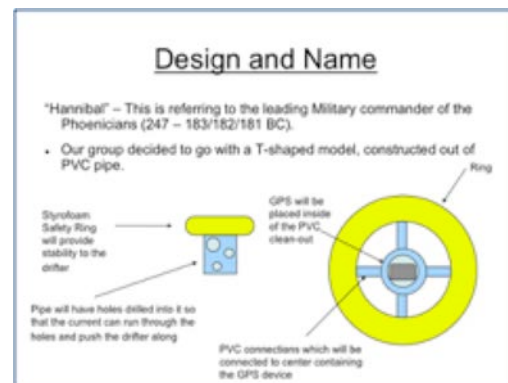 Design and Name
“Hannibal” – This is referring to the leading Military commander of the
Phoenicians (247 – 183/182/181 BC).
• Our group decided to go with a T-shaped model, constructed out of
PVC pipe.
Ring
GPS will be
placed inside
of the PVC
clean-out
Styrofoam
Safety Ring
will provide
stability to the
drifter
Pipe will have holes drilled into it so
that the current can run through the
holes and push the drifter along
PVC connections which will be
connected to center containing
the GPS device